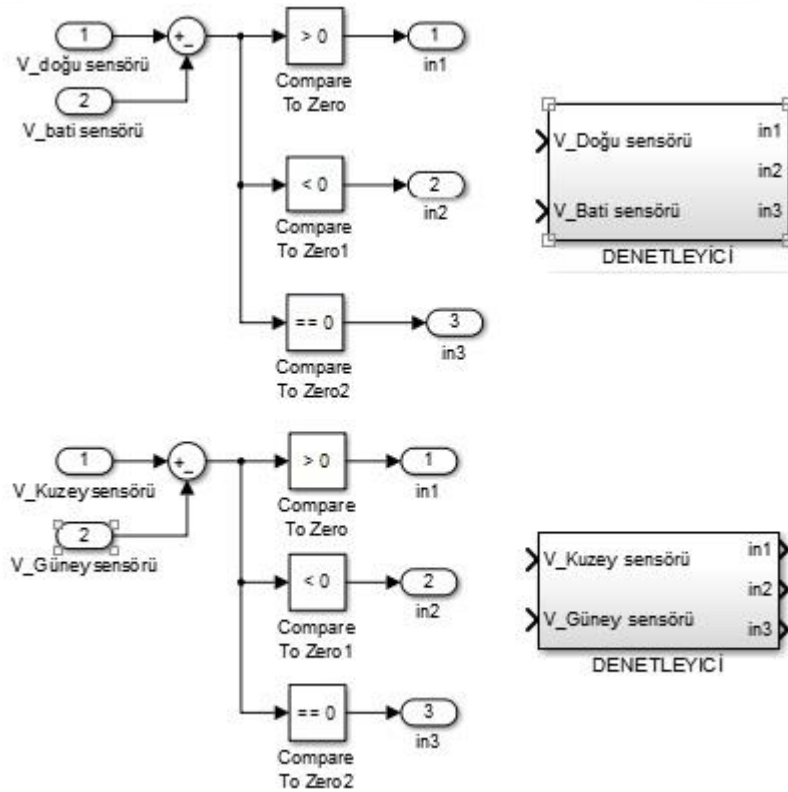 1
V_doğu sensörü
2
V_bati sensörü
+
−
> 0
Compare
To Zero
1
in1
< 0
Compare
To Zero1
2
in2
== 0
Compare
To Zero2
3
in3
V_Doğu sensörü
V_Bati sensörü
in1
in2
in3
DENETLEYİCİ
1
V_Kuzey sensörü
2
V_Güney sensörü
+
−
> 0
Compare
To Zero
1
in1
< 0
Compare
To Zero1
2
in2
== 0
Compare
To Zero2
3
in3
V_Kuzey sensörü
V_Güney sensörü
in1
in2
in3
DENETLEYICİ